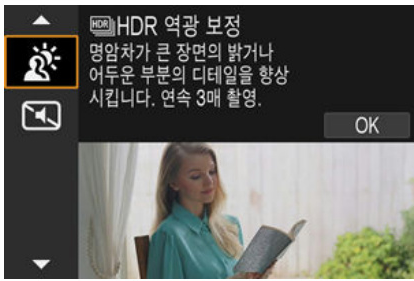 HDR HDR 역광 보정
명암차가 큰 장면의 밝거나
어두운 부분의 디테일을 향상
시킵니다. 연속 3매 촬영.
OK